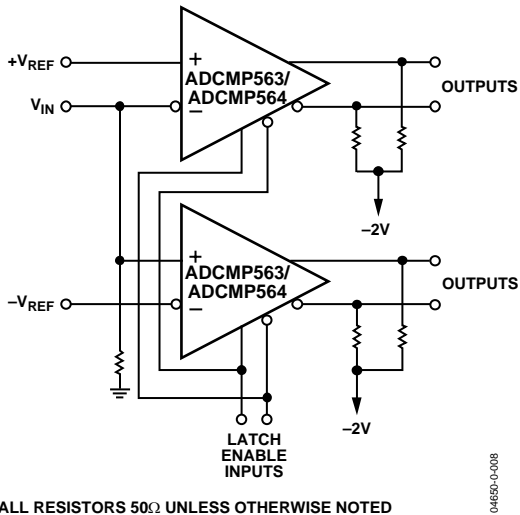 +VREF
VIN
+
ADCMP563/
ADCMP564
–
OUTPUTS
–2V
–VREF
+
ADCMP563/
ADCMP564
–
OUTPUTS
–2V
LATCH
ENABLE
INPUTS
ALL RESISTORS 50Ω UNLESS OTHERWISE NOTED
04650-0-008